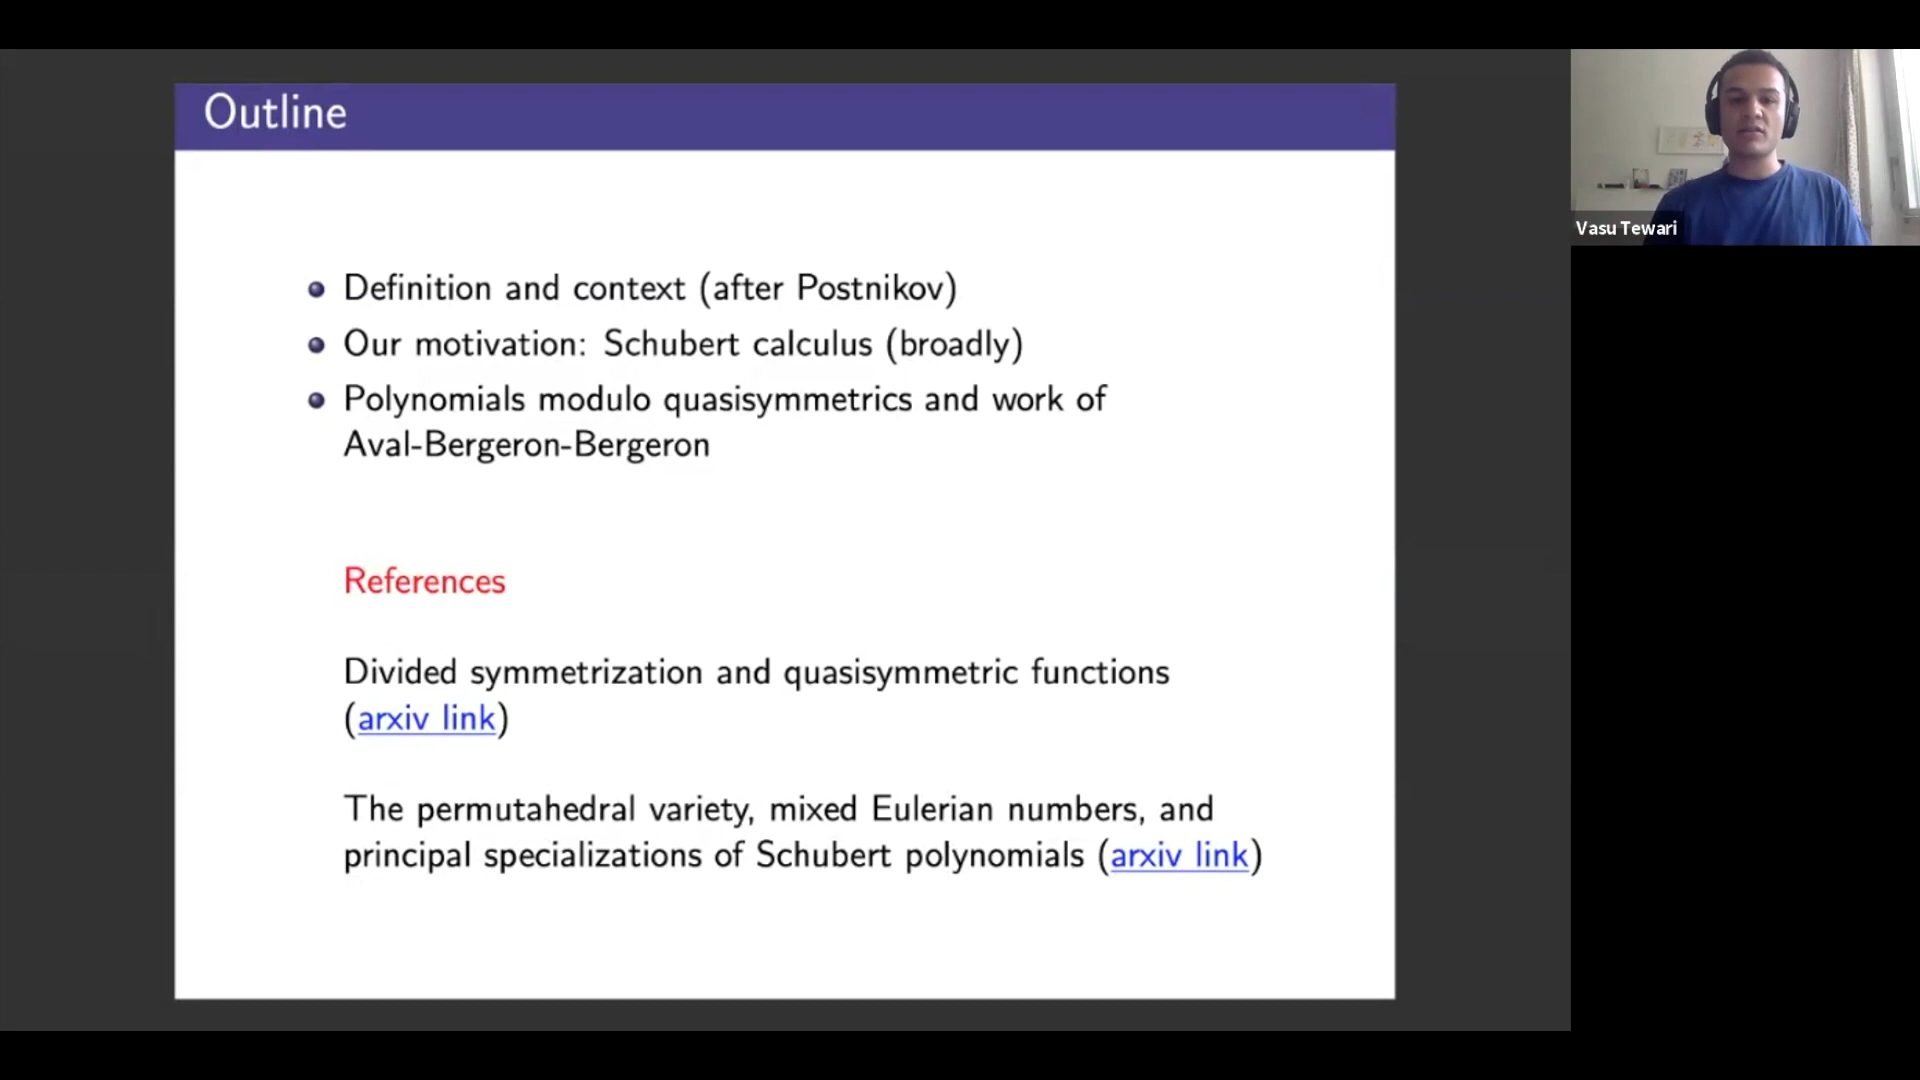 Outline
Definition and context (after Postnikov)
Our motivation: Schubert calculus (broadly)
Polynomials modulo quasisymmetrics and work of
Aval-Bergeron-Bergeron
References
Divided symmetrization and quasisymmetric functions
(arxiv link)
The permutahedral variety, mixed Eulerian numbers, and
principal specializations of Schubert polynomials (arxiv link)
Vasu Tewari